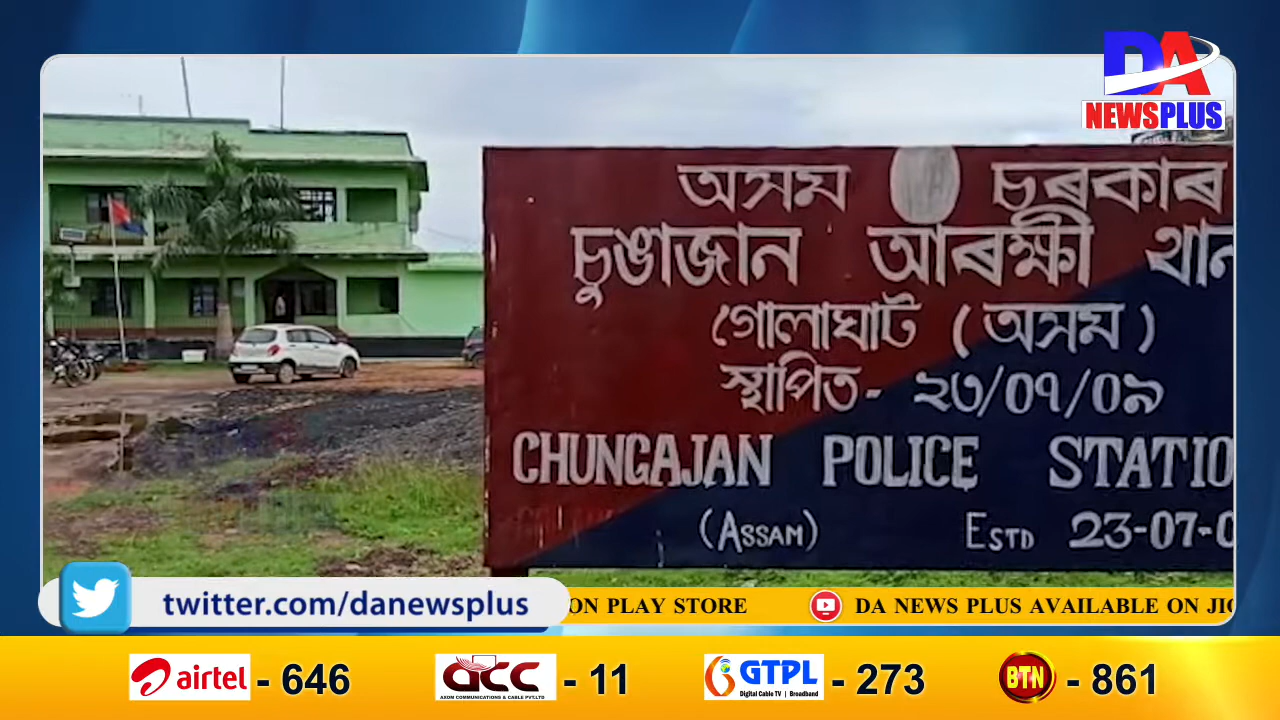 DA
NEWSPLUS
অসম চৰকাৰ
চুঙাজান আৰক্ষী থান
গোলাঘাট (অসম)
স্থাপিত- ২৩/০৭/০৯
CHUNGAJAN POLICE STATIO
(ASSAM) ESTD 23-07-0
twitter.com/danewsplus
ON PLAY STORE DA NEWS PLUS AVAILABLE ON JIO
airtel - 646 ACC - 11 GTPL - 273 BTN - 861
AXOM COMMUNICATIONS & CABLE PVT.LTD Digital Cable TV | Broadband